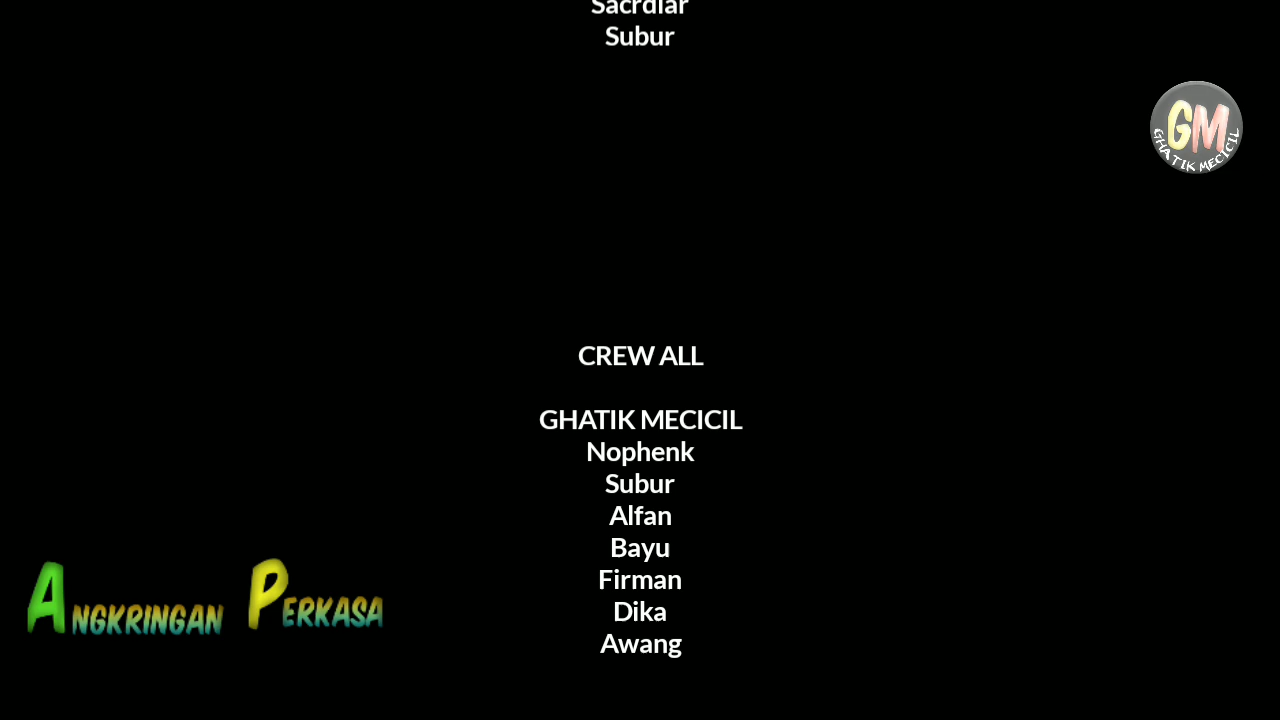 Sacrdiar
Subur
GM
GHATIK MECICIL
CREW ALL
GHATIK MECICIL
Nophenk
Subur
Alfan
Bayu
Firman
Dika
Awang
ANGKRINGAN PERKASA